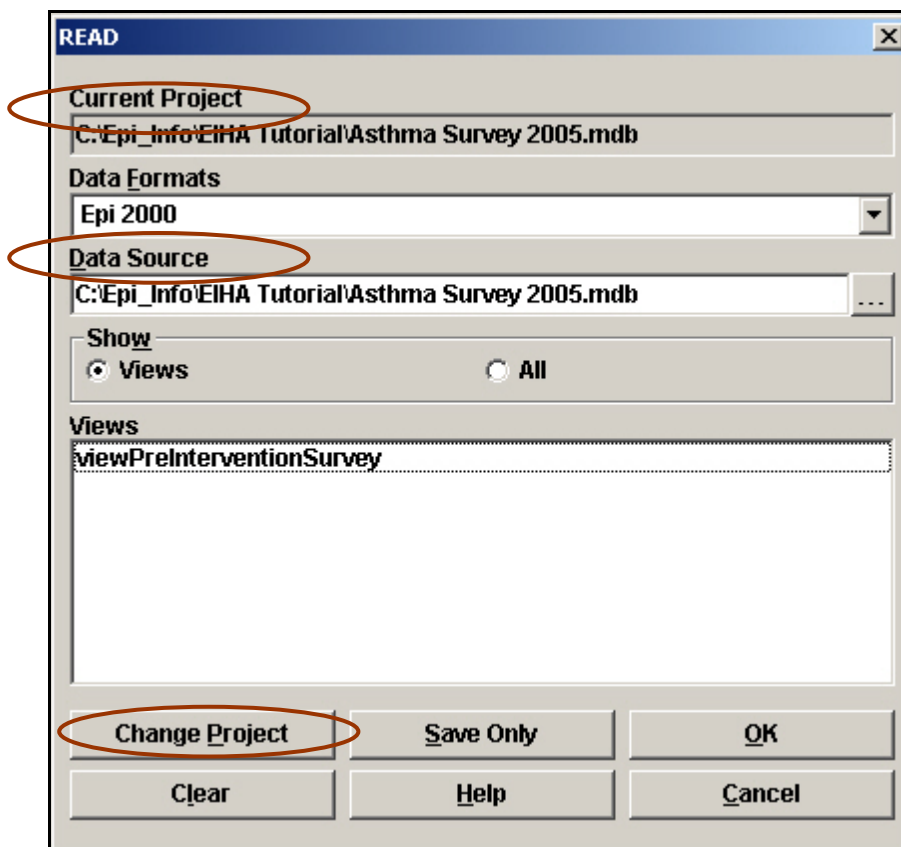 READ
Current Project
C:\Epi_Info\EIHA Tutorial\Asthma Survey 2005.mdb
Data Formats
Epi 2000
Data Source
C:\Epi_Info\EIHA Tutorial\Asthma Survey 2005.mdb
...
Show
Views All
Views
viewPreInterventionSurvey
Change Project Save Only OK
Clear Help Cancel